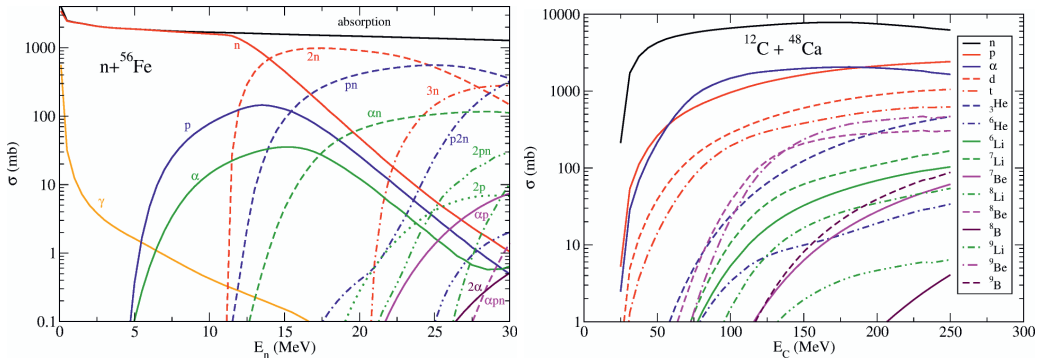 absorption
n+⁵⁶Fe
n
2n
pn
3n
αn
p
p2n
α
2pn
2p
αp
γ
2α
αpn
1000
100
10
1
0.1
σ (mb)
0 5 10 15 20 25 30
Eₙ (MeV)
¹²C + ⁴⁸Ca
n
p
α
d
t
₃He
⁶He
⁶Li
⁷Li
⁷Be
⁸Li
⁸Be
⁸B
⁹Li
⁹Be
⁹B
10000
1000
100
10
1
σ (mb)
0 50 100 150 200 250 300
E_C (MeV)